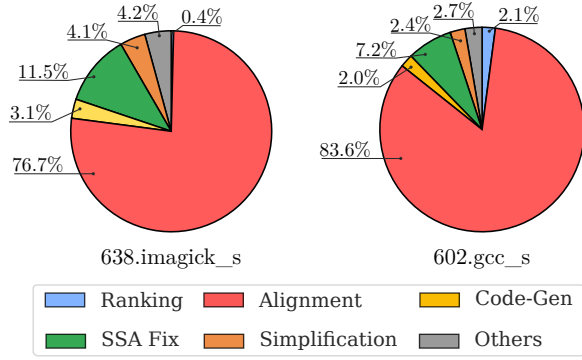 4.2%
0.4%
4.1%
11.5%
3.1%
76.7%
638.imagick_s
2.7%
2.1%
2.4%
7.2%
2.0%
83.6%
602.gcc_s
Ranking
Alignment
Code-Gen
SSA Fix
Simplification
Others